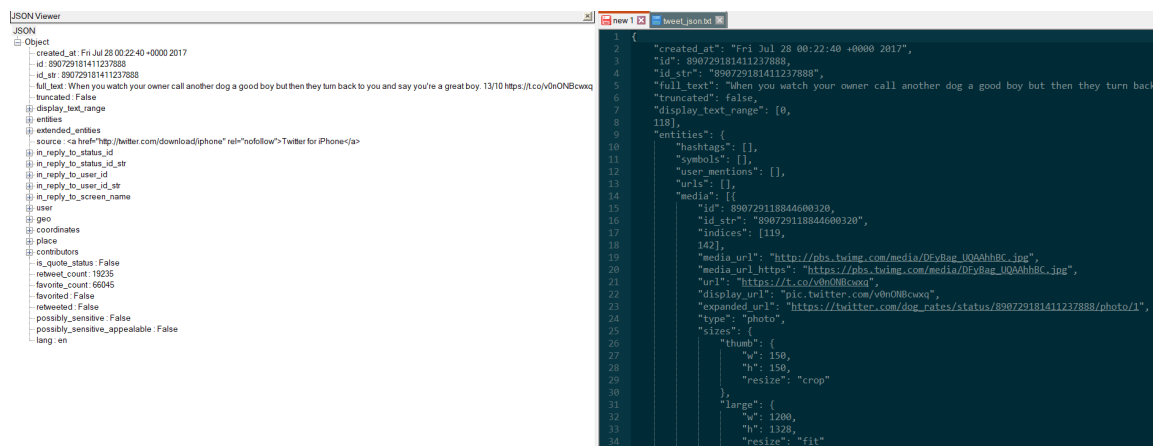 JSON Viewer
JSON
Object
created_at : Fri Jul 28 00:22:40 +0000 2017
id : 890729181411237888
id_str : 890729181411237888
full_text : When you watch your owner call another dog a good boy but then they turn back to you and say you're a great boy. 13/10 https://t.co/v0nONBcwxq
truncated : False
display_text_range
entities
extended_entities
source : <a href="http://twitter.com/download/iphone" rel="nofollow">Twitter for iPhone</a>
in_reply_to_status_id
in_reply_to_status_id_str
in_reply_to_user_id
in_reply_to_user_id_str
in_reply_to_screen_name
user
geo
coordinates
place
contributors
is_quote_status : False
retweet_count : 19235
favorite_count : 66045
favorited : False
retweeted : False
possibly_sensitive : False
possibly_sensitive_appealable : False
lang : en
new 1 tweet_json.txt
1 {
2 "created_at": "Fri Jul 28 00:22:40 +0000 2017",
3 "id": 890729181411237888,
4 "id_str": "890729181411237888",
5 "full_text": "When you watch your owner call another dog a good boy but then they turn back
6 "truncated": false,
7 "display_text_range": [0,
8 118],
9 "entities": {
10 "hashtags": [],
11 "symbols": [],
12 "user_mentions": [],
13 "urls": [],
14 "media": [{
15 "id": 890729118844600320,
16 "id_str": "890729118844600320",
17 "indices": [119,
18 142],
19 "media_url": "http://pbs.twimg.com/media/DFyBag_UQAAhhBC.jpg",
20 "media_url_https": "https://pbs.twimg.com/media/DFyBag_UQAAhhBC.jpg",
21 "url": "https://t.co/v0nONBcwxq",
22 "display_url": "pic.twitter.com/v0nONBcwxq",
23 "expanded_url": "https://twitter.com/dog_rates/status/890729181411237888/photo/1",
24 "type": "photo",
25 "sizes": {
26 "thumb": {
27 "w": 150,
28 "h": 150,
29 "resize": "crop"
30 },
31 "large": {
32 "w": 1200,
33 "h": 1328,
34 "resize": "fit"